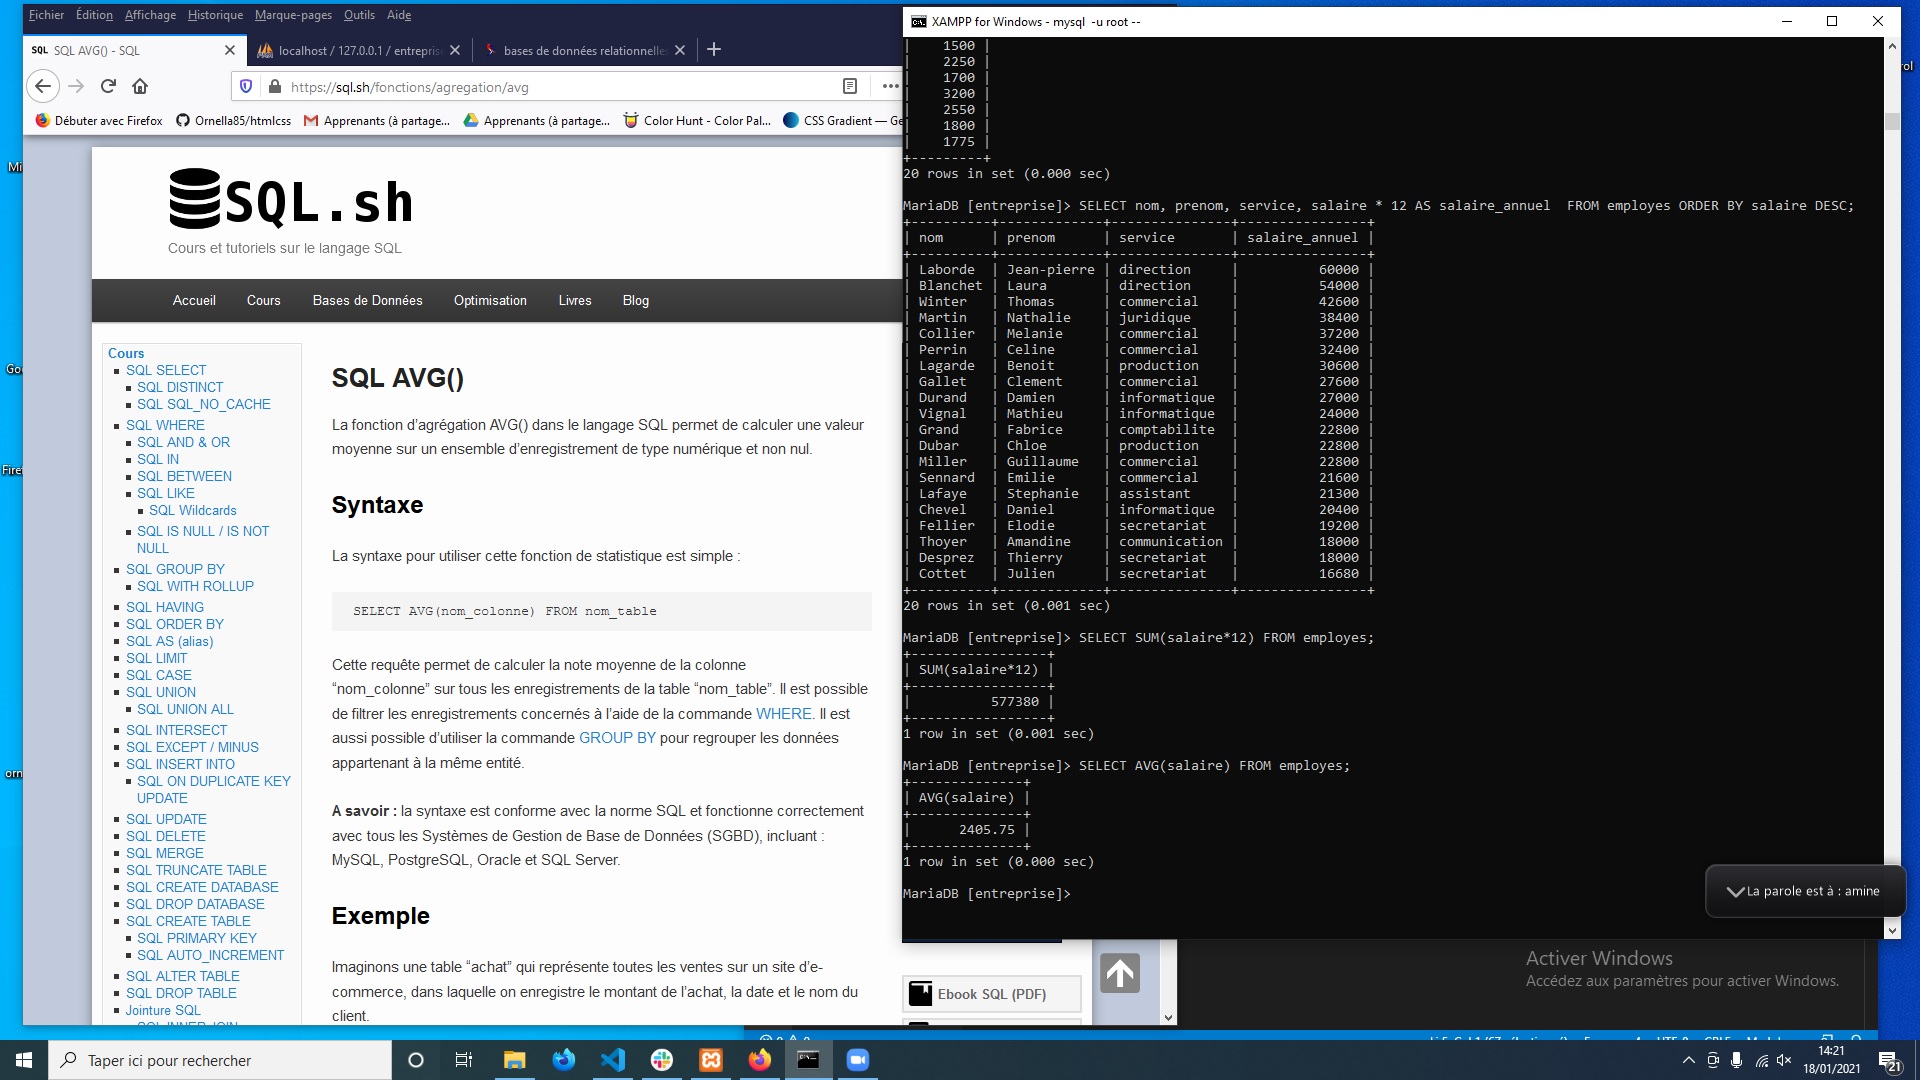 Fichier Édition Affichage Historique Marque-pages Outils Aide
SQL SQL AVG() - SQL
localhost / 127.0.0.1 / entrepris
bases de données relationnelle
https://sql.sh/fonctions/agregation/avg
Débuter avec Firefox Ornella85/htmlcss Apprenants (à partage... Apprenants (à partage... Color Hunt - Color Pal... CSS Gradient — Ge
SQL.sh
Cours et tutoriels sur le langage SQL
Accueil Cours Bases de Données Optimisation Livres Blog
Cours
SQL SELECT
SQL DISTINCT
SQL SQL_NO_CACHE
SQL WHERE
SQL AND & OR
SQL IN
SQL BETWEEN
SQL LIKE
SQL Wildcards
SQL IS NULL / IS NOT
NULL
SQL GROUP BY
SQL WITH ROLLUP
SQL HAVING
SQL ORDER BY
SQL AS (alias)
SQL LIMIT
SQL CASE
SQL UNION
SQL UNION ALL
SQL INTERSECT
SQL EXCEPT / MINUS
SQL INSERT INTO
SQL ON DUPLICATE KEY
UPDATE
SQL UPDATE
SQL DELETE
SQL MERGE
SQL TRUNCATE TABLE
SQL CREATE DATABASE
SQL DROP DATABASE
SQL CREATE TABLE
SQL PRIMARY KEY
SQL AUTO_INCREMENT
SQL ALTER TABLE
SQL DROP TABLE
Jointure SQL
SQL INNER JOIN
SQL AVG()
La fonction d'agrégation AVG() dans le langage SQL permet de calculer une valeur
moyenne sur un ensemble d'enregistrement de type numérique et non nul.
Syntaxe
La syntaxe pour utiliser cette fonction de statistique est simple :
SELECT AVG(nom_colonne) FROM nom_table
Cette requête permet de calculer la note moyenne de la colonne
“nom_colonne” sur tous les enregistrements de la table “nom_table”. Il est possible
de filtrer les enregistrements concernés à l'aide de la commande WHERE. Il est
aussi possible d'utiliser la commande GROUP BY pour regrouper les données
appartenant à la même entité.
A savoir : la syntaxe est conforme avec la norme SQL et fonctionne correctement
avec tous les Systèmes de Gestion de Base de Données (SGBD), incluant :
MySQL, PostgreSQL, Oracle et SQL Server.
Exemple
Imaginons une table “achat” qui représente toutes les ventes sur un site d'e-
commerce, dans laquelle on enregistre le montant de l'achat, la date et le nom du
client.
Ebook SQL (PDF)
XAMPP for Windows - mysql -u root --
| 1500 |
| 2250 |
| 1700 |
| 3200 |
| 2550 |
| 1800 |
| 1775 |
+---------+
20 rows in set (0.000 sec)
MariaDB [entreprise]> SELECT nom, prenom, service, salaire * 12 AS salaire_annuel  FROM employes ORDER BY salaire DESC;
+----------+-------------+---------------+----------------+
| nom | prenom | service | salaire_annuel |
+----------+-------------+---------------+----------------+
| Laborde | Jean-pierre | direction | 60000 |
| Blanchet | Laura | direction | 54000 |
| Winter | Thomas | commercial | 42600 |
| Martin | Nathalie | juridique | 38400 |
| Collier | Melanie | commercial | 37200 |
| Perrin | Celine | commercial | 32400 |
| Lagarde | Benoit | production | 30600 |
| Gallet | Clement | commercial | 27600 |
| Durand | Damien | informatique | 27000 |
| Vignal | Mathieu | informatique | 24000 |
| Grand | Fabrice | comptabilite | 22800 |
| Dubar | Chloe | production | 22800 |
| Miller | Guillaume | commercial | 22800 |
| Sennard | Emilie | commercial | 21600 |
| Lafaye | Stephanie | assistant | 21300 |
| Chevel | Daniel | informatique | 20400 |
| Fellier | Elodie | secretariat | 19200 |
| Thoyer | Amandine | communication | 18000 |
| Desprez | Thierry | secretariat | 18000 |
| Cottet | Julien | secretariat | 16680 |
+----------+-------------+---------------+----------------+
20 rows in set (0.001 sec)
MariaDB [entreprise]> SELECT SUM(salaire*12) FROM employes;
+-----------------+
| SUM(salaire*12) |
+-----------------+
| 577380 |
+-----------------+
1 row in set (0.001 sec)
MariaDB [entreprise]> SELECT AVG(salaire) FROM employes;
+--------------+
| AVG(salaire) |
+--------------+
| 2405.75 |
+--------------+
1 row in set (0.000 sec)
MariaDB [entreprise]>
La parole est à : amine
Activer Windows
Accédez aux paramètres pour activer Windows.
Taper ici pour rechercher
14:21
18/01/2021
21